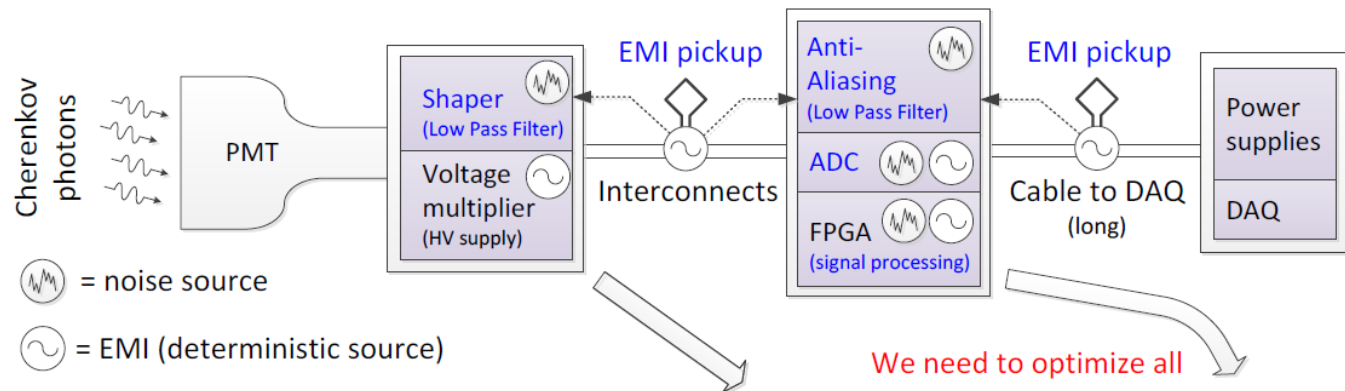 Cherenkov
photons
PMT
Shaper
(Low Pass Filter)
Voltage
multiplier
(HV supply)
EMI pickup
Interconnects
Anti-
Aliasing
(Low Pass Filter)
ADC
FPGA
(signal processing)
EMI pickup
Cable to DAQ
(long)
Power
supplies
DAQ
= noise source
= EMI (deterministic source)
We need to optimize all